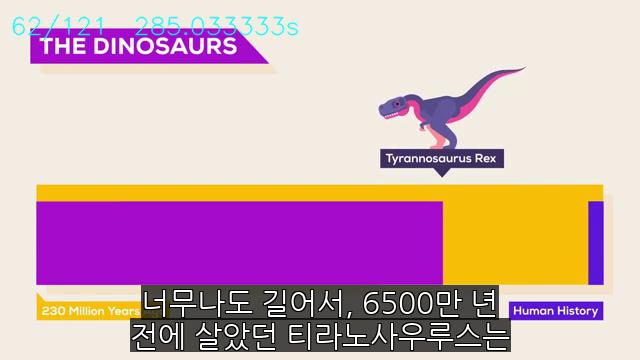 62/121 285.033333s
THE DINOSAURS
Tyrannosaurus Rex
230 Million Years
Human History
너무나도 길어서, 6500만 년
전에 살았던 티라노사우루스는